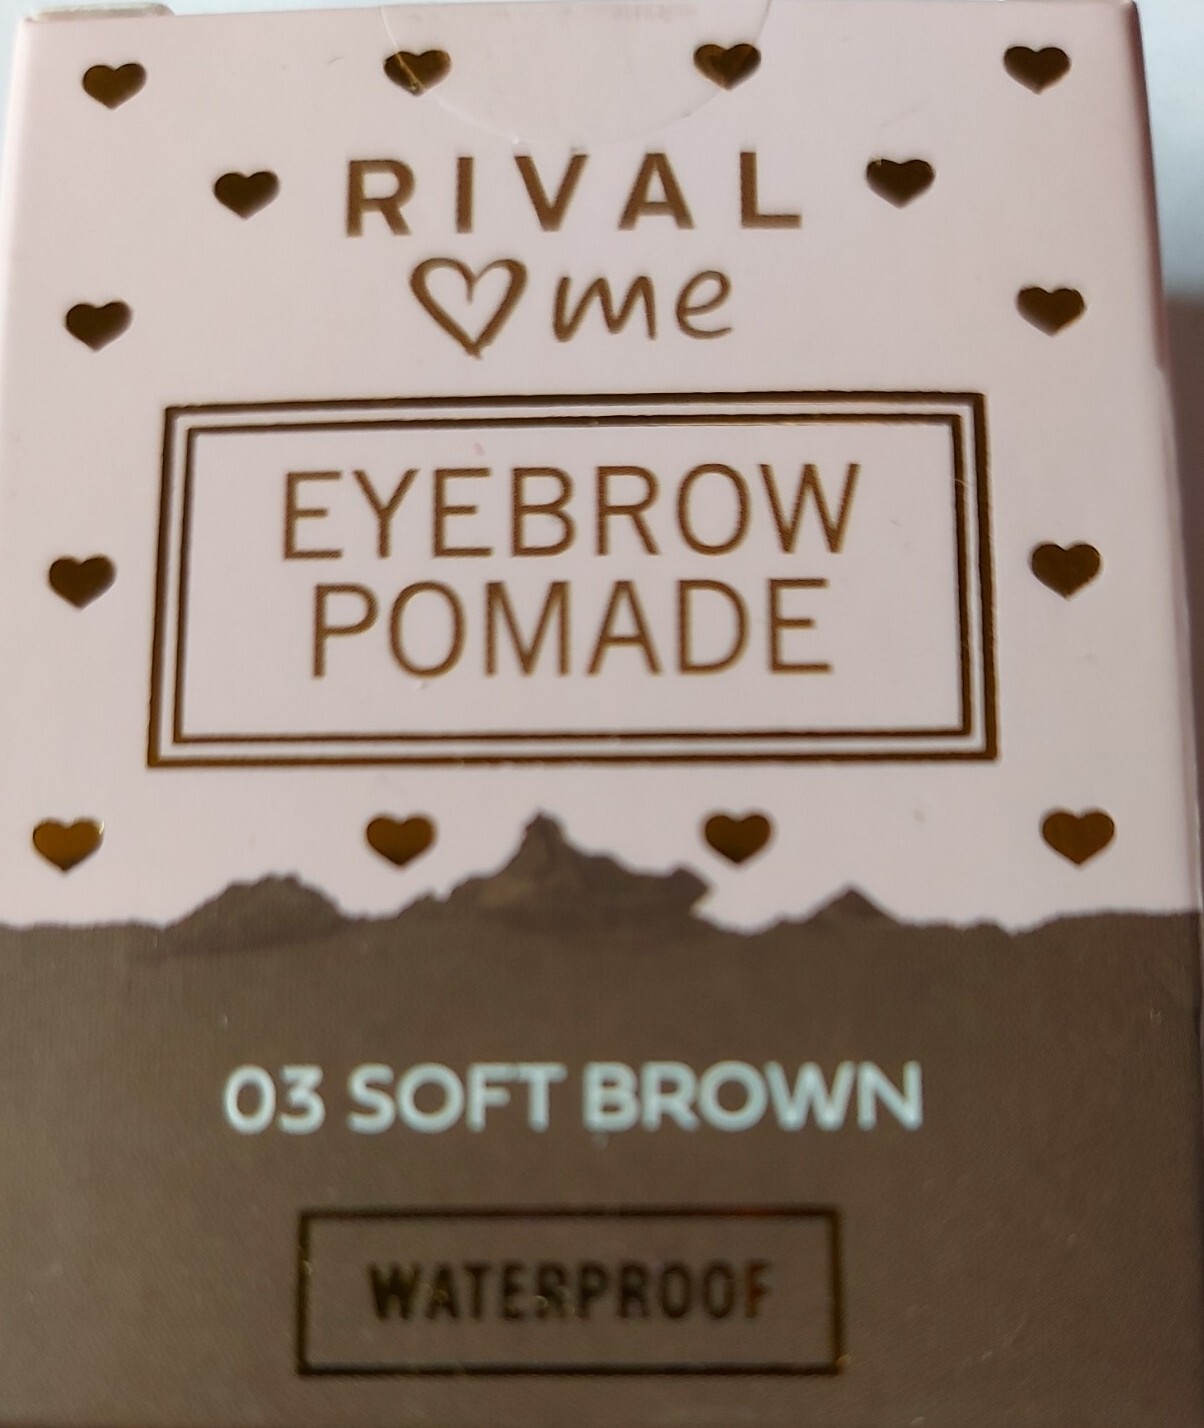 RIVAL
me
EYEBROW
POMADE
03 SOFT BROWN
WATERPROOF